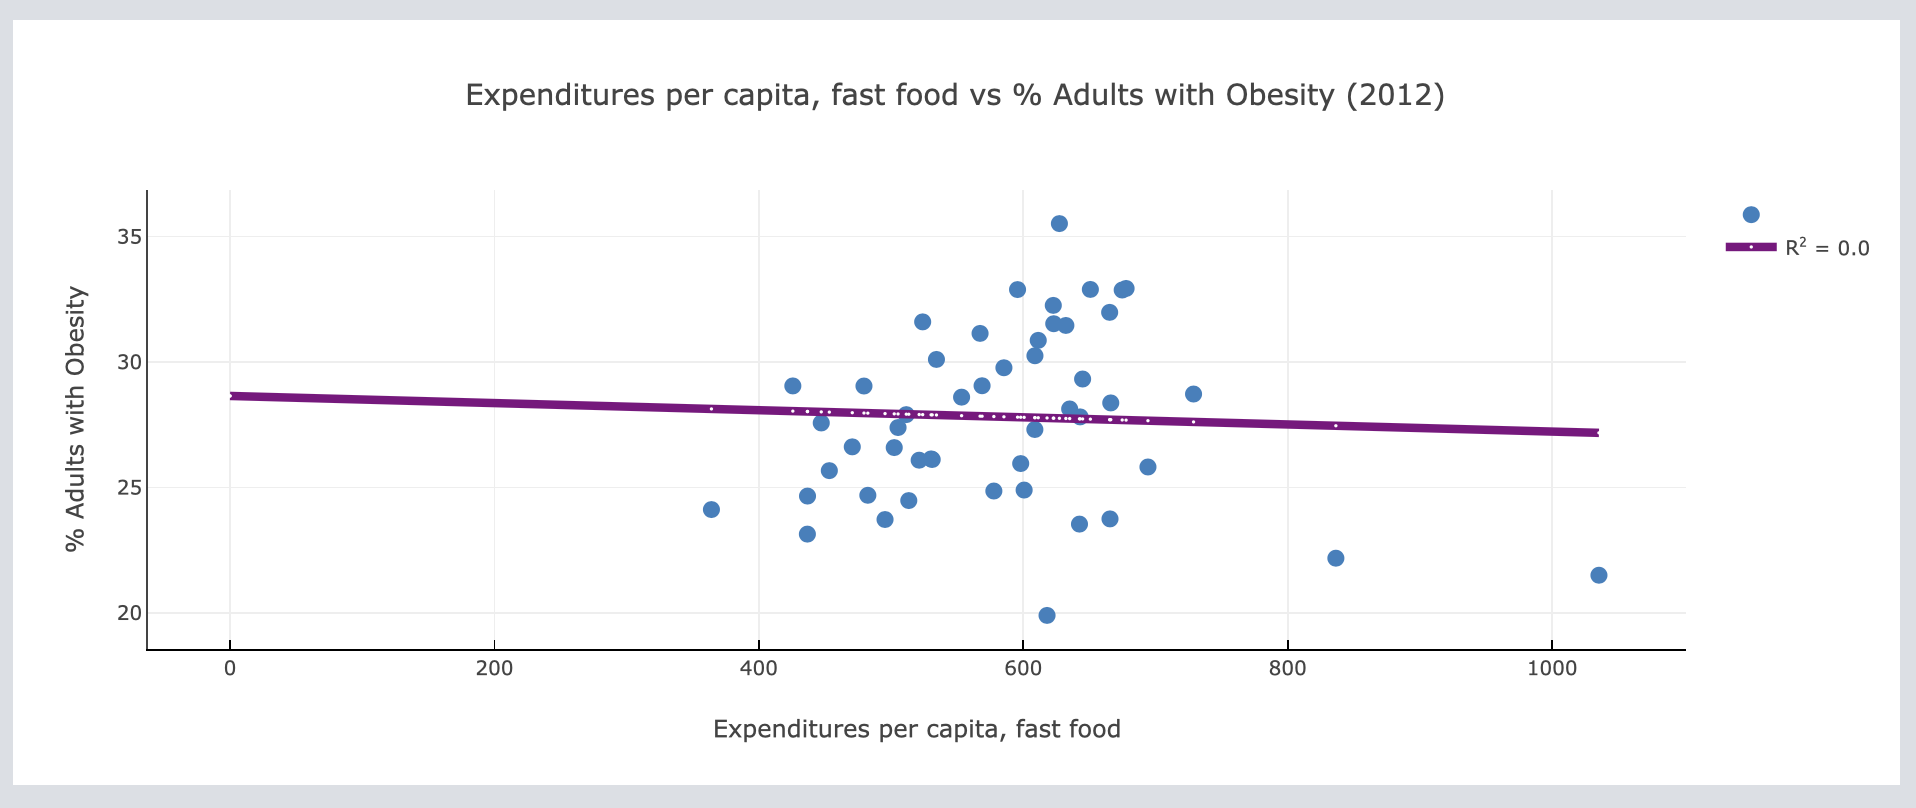 Expenditures per capita, fast food vs % Adults with Obesity (2012)
R² = 0.0
% Adults with Obesity
35
30
25
20
0 200 400 600 800 1000
Expenditures per capita, fast food